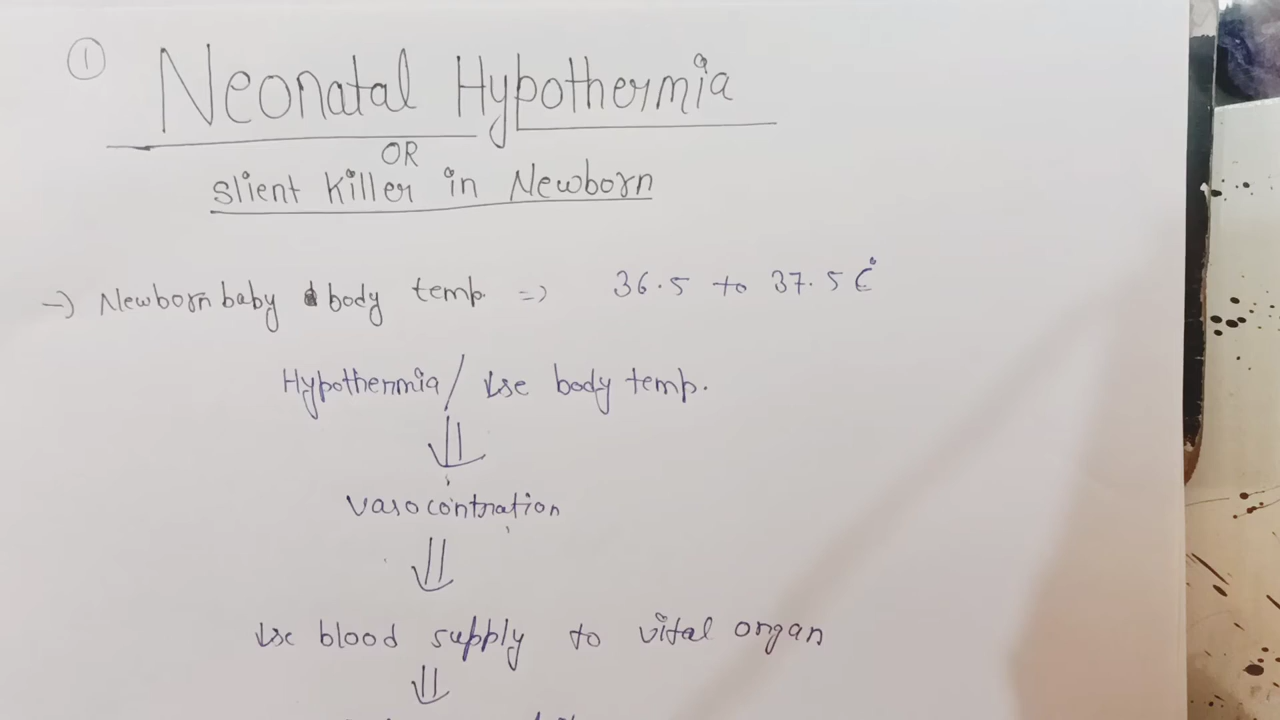 ① Neonatal Hypothermia
OR
slient killer in Newborn
→ Newborn baby body temp. ⇒ 36.5 to 37.5 C°
Hypothermia / ↓se body temp.
⇓
vasocontration
⇓
↓se blood supply to vital organ
⇓